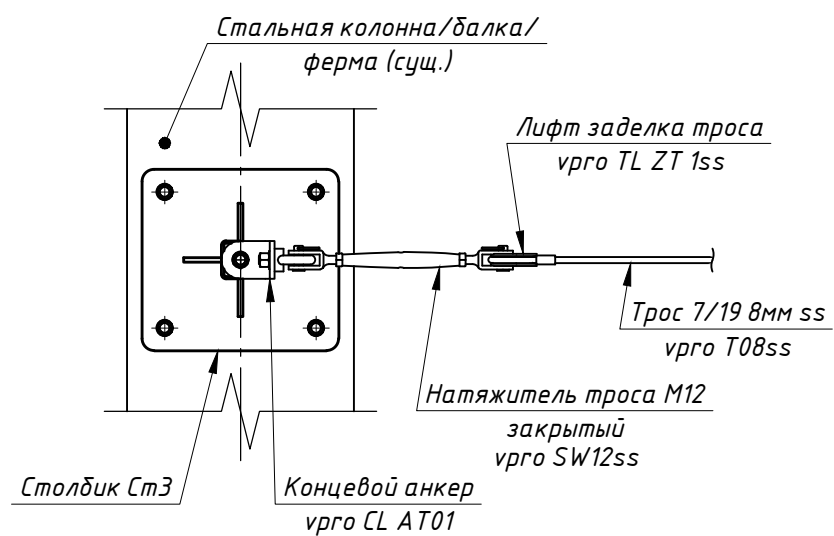 Стальная колонна/балка/
ферма (сущ.)
Лифт заделка троса
vpro TL ZT 1ss
Трос 7/19 8мм ss
vpro T08ss
Натяжитель троса М12
закрытый
vpro SW12ss
Столбик Ст3
Концевой анкер
vpro CL AT01